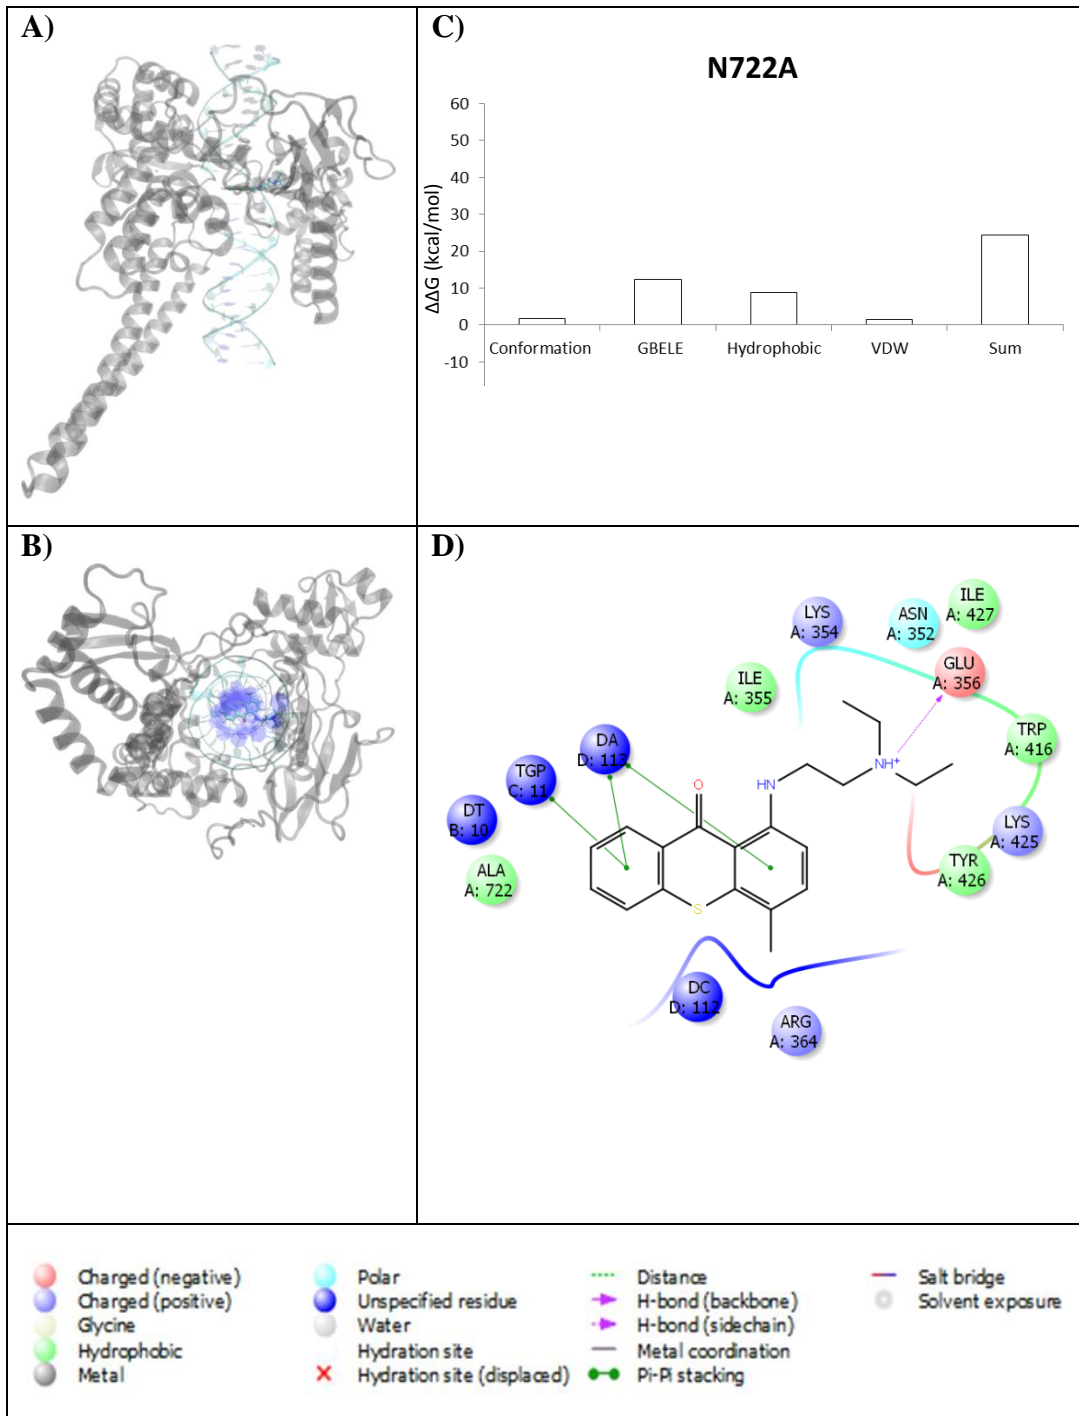 A)
C)
N722A
ΔΔG (kcal/mol)
60
50
40
30
20
10
0
-10
Conformation GBELE Hydrophobic VDW Sum
B)
D)
LYS
A: 354
ASN
A: 352
ILE
A: 427
ILE
A: 355
GLU
A: 356
TRP
A: 416
DA
D: 113
TGP
C: 11
DT
B: 10
ALA
A: 722
O
HN
NH+
S
LYS
A: 425
TYR
A: 426
DC
D: 112
ARG
A: 364
Charged (negative)
Charged (positive)
Glycine
Hydrophobic
Metal
Polar
Unspecified residue
Water
Hydration site
Hydration site (displaced)
Distance
H-bond (backbone)
H-bond (sidechain)
Metal coordination
Pi-Pi stacking
Salt bridge
Solvent exposure